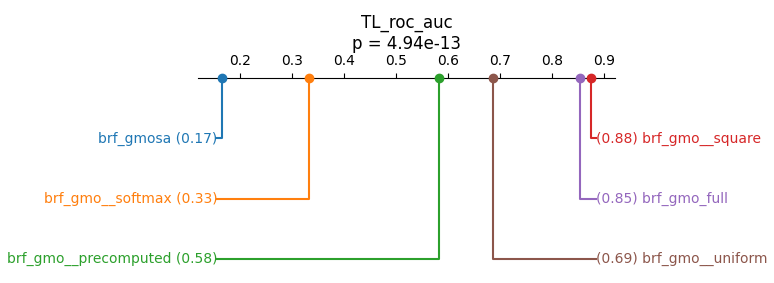 TL_roc_auc
p = 4.94e-13
0.2 0.3 0.4 0.5 0.6 0.7 0.8 0.9
brf_gmosa (0.17)
(0.88) brf_gmo__square
brf_gmo__softmax (0.33)
(0.85) brf_gmo_full
brf_gmo__precomputed (0.58)
(0.69) brf_gmo__uniform